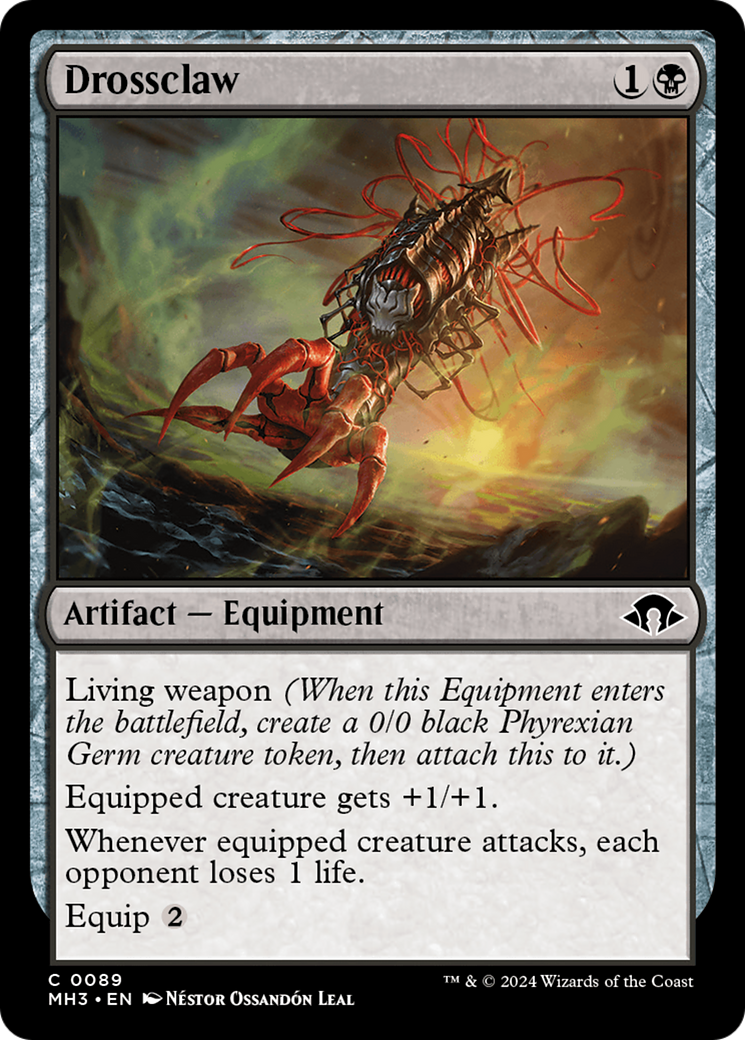 Drossclaw 1
Artifact — Equipment
Living weapon (When this Equipment enters
the battlefield, create a 0/0 black Phyrexian
Germ creature token, then attach this to it.)
Equipped creature gets +1/+1.
Whenever equipped creature attacks, each
opponent loses 1 life.
Equip 2
C 0089
MH3 • EN Néstor Ossandón Leal
™ & © 2024 Wizards of the Coast